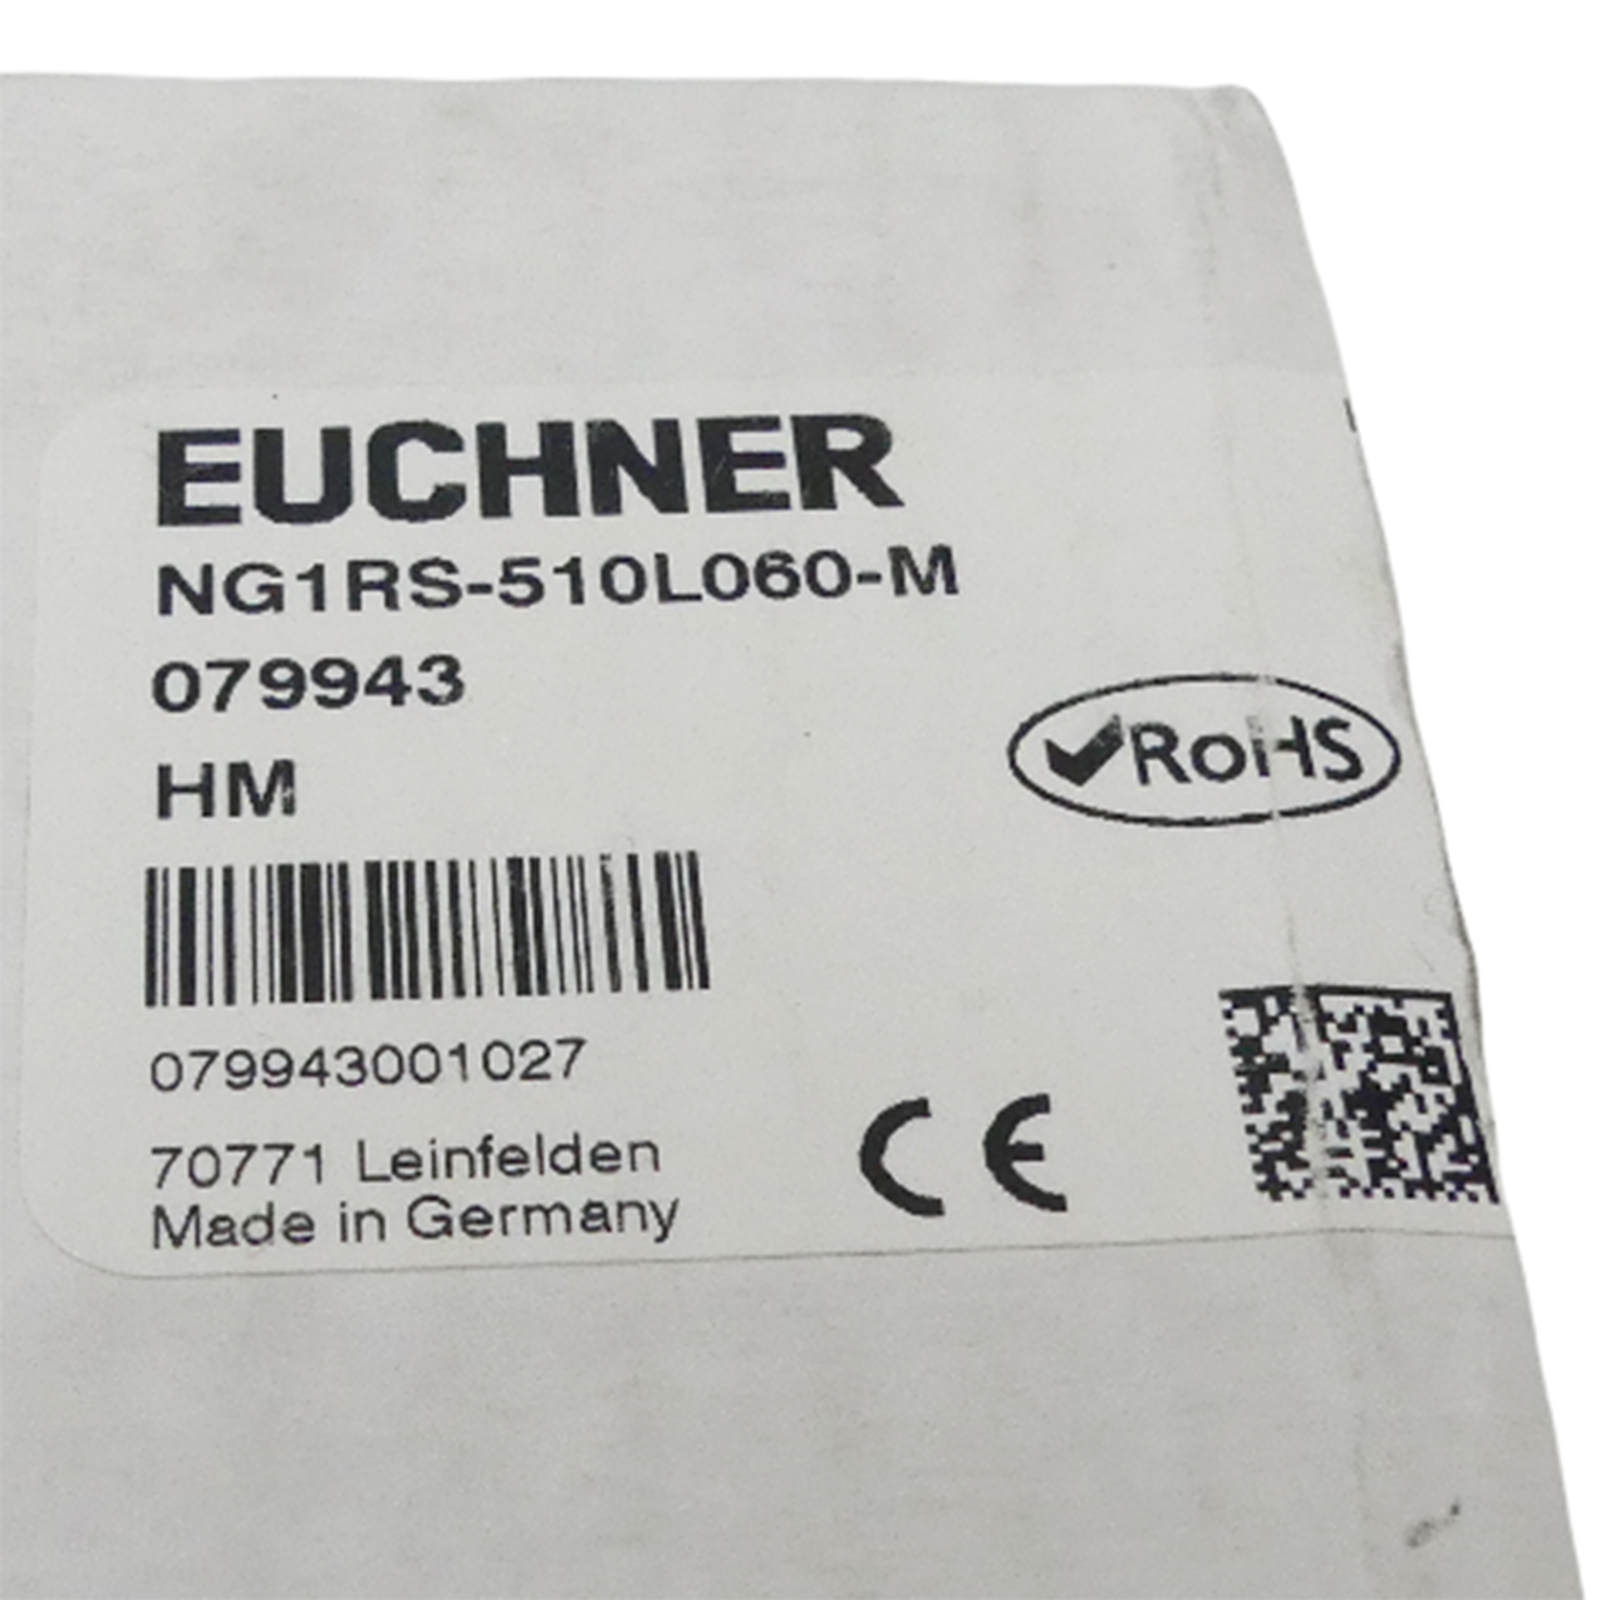 EUCHNER
NG1RS-510L060-M
079943
HM
RoHS
079943001027
70771 Leinfelden
Made in Germany
CE